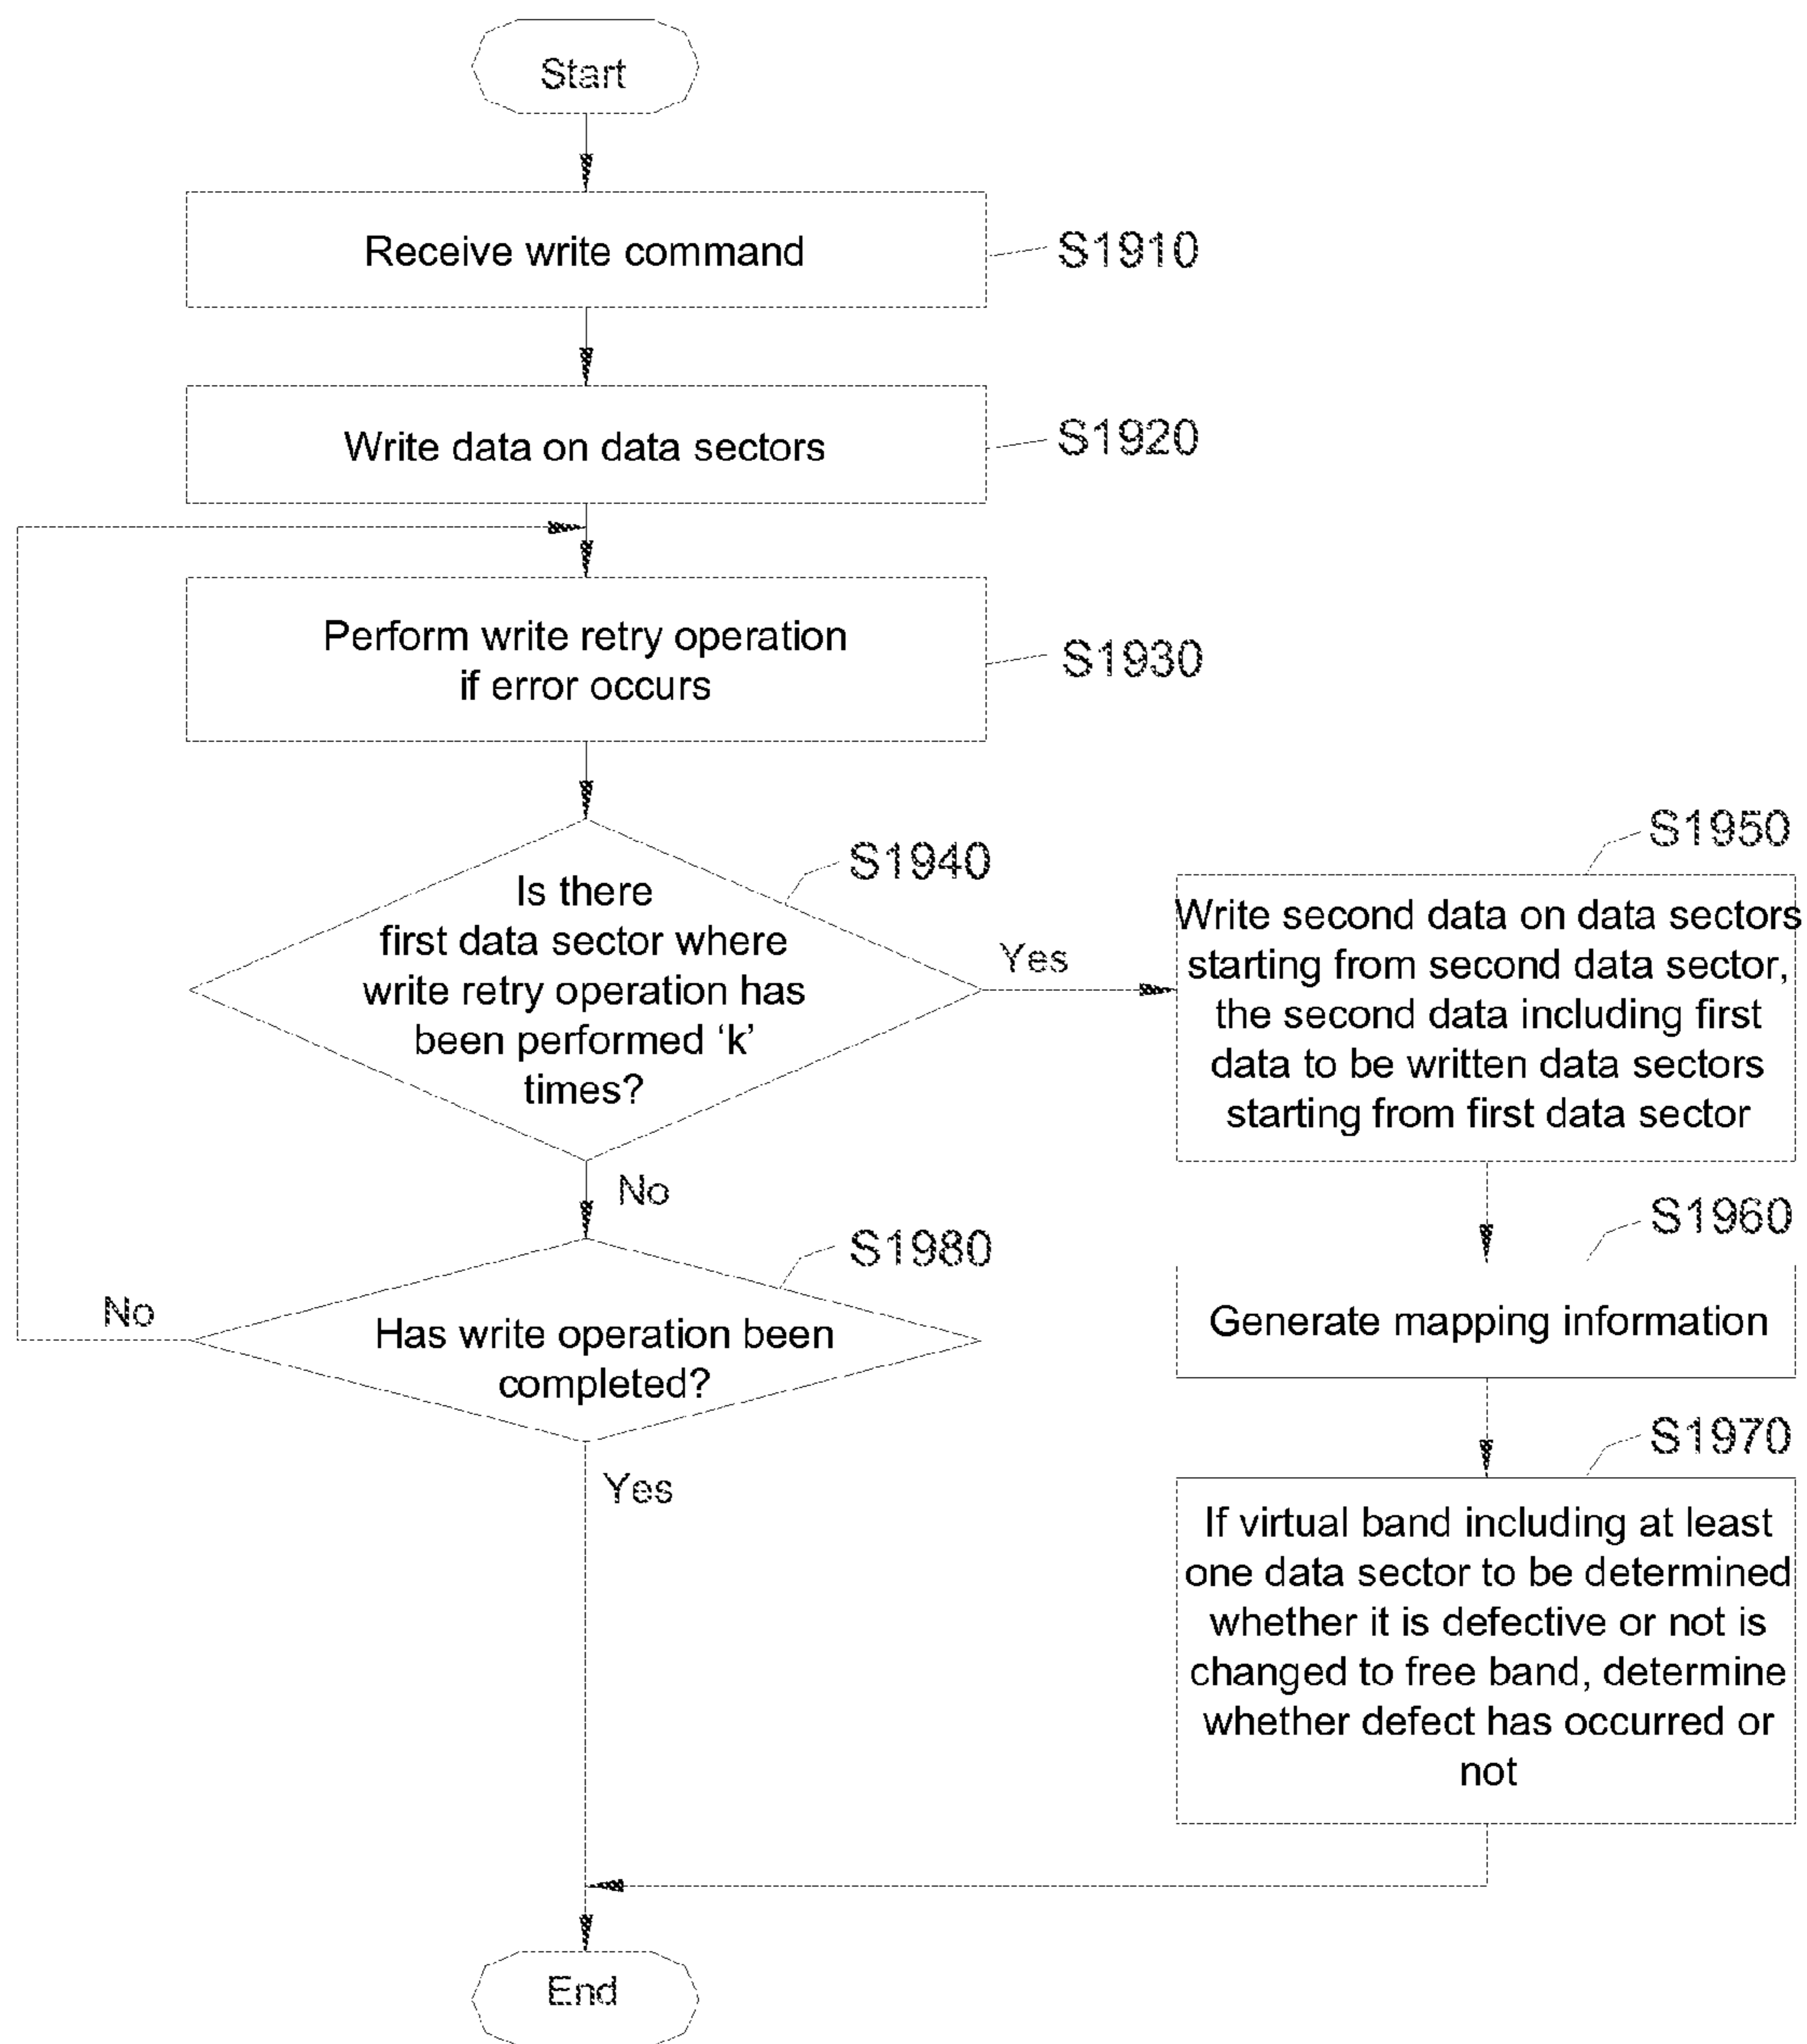 Start
Receive write command
S1910
Write data on data sectors
S1920
Perform write retry operation
if error occurs
S1930
S1940
Is there
first data sector where
write retry operation has
been performed ‘k’
times?
Yes
No
S1950
Write second data on data sectors
starting from second data sector,
the second data including first
data to be written data sectors
starting from first data sector
S1960
Generate mapping information
S1970
If virtual band including at least
one data sector to be determined
whether it is defective or not is
changed to free band, determine
whether defect has occurred or
not
S1980
Has write operation been
completed?
No
Yes
End